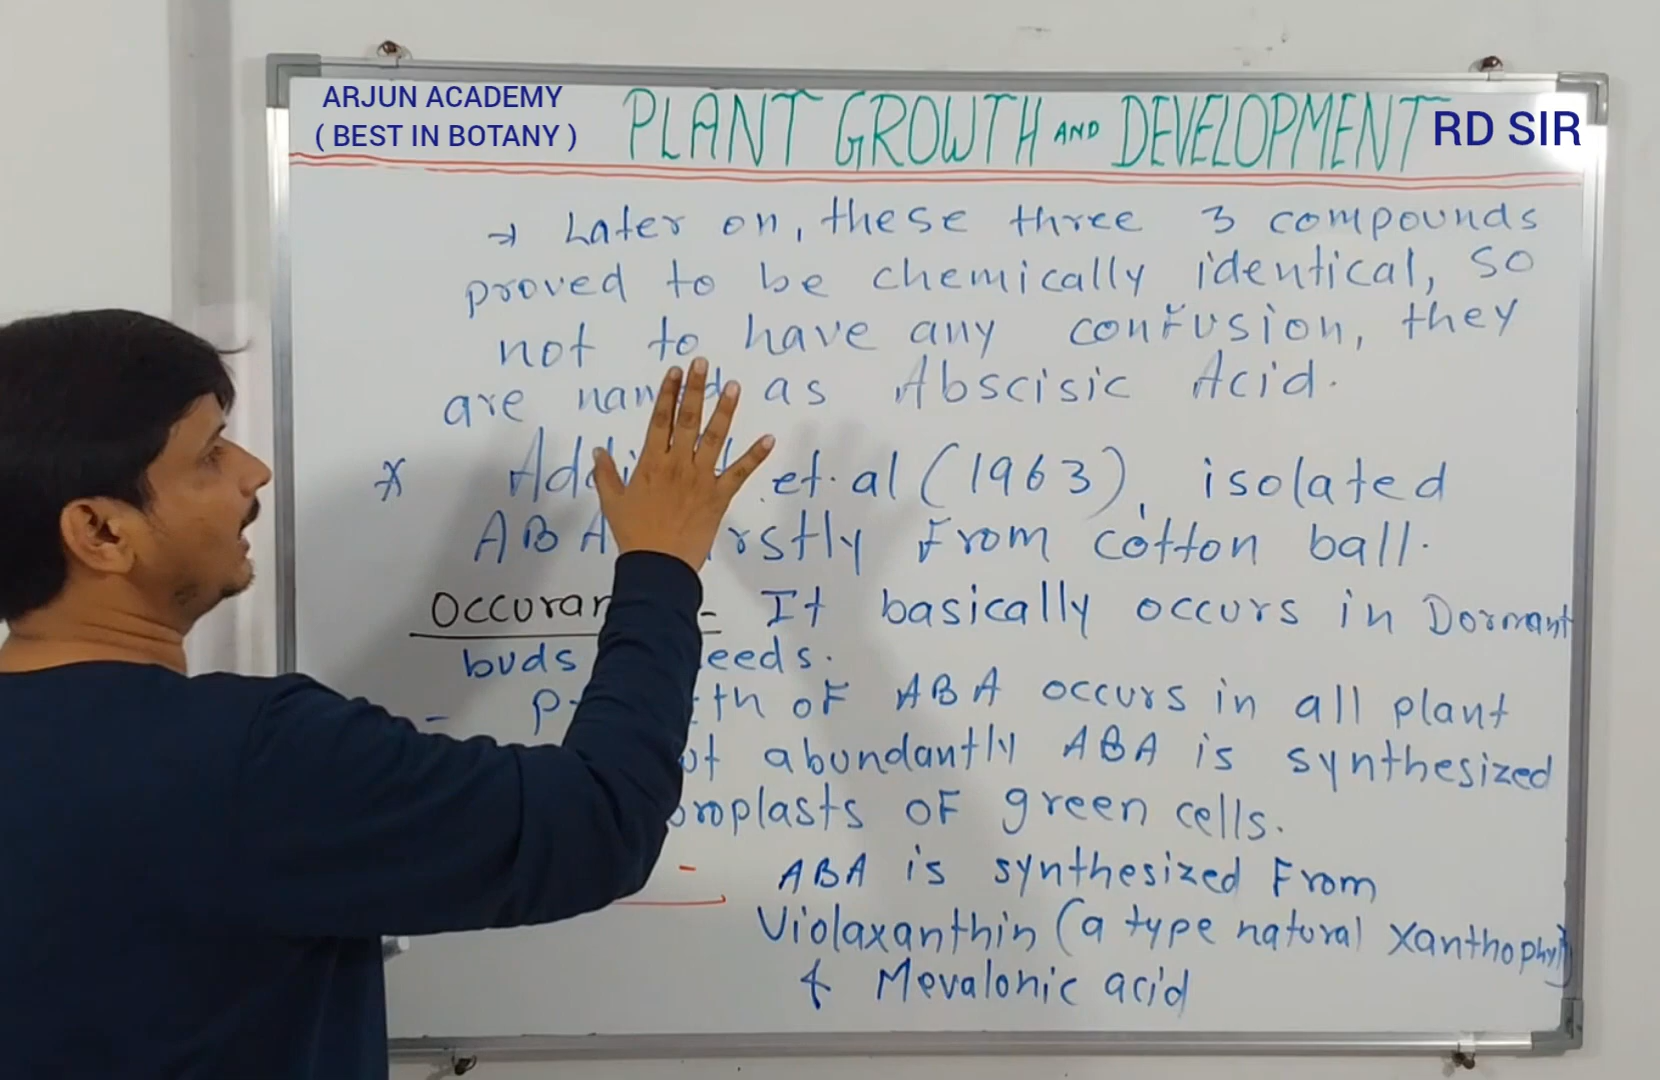 ARJUN ACADEMY
( BEST IN BOTANY )
PLANT GROWTH AND DEVELOPMENT
RD SIR
→ Later on, these three 3 compounds
proved to be chemically identical, so
not to have any confusion, they
are named as Abscisic Acid.
* et. al (1963), isolated
ABA from cotton ball.
It basically occurs in Dormant
buds
- of ABA occurs in all plant
abundantly ABA is synthesized
of green cells.
- ABA is synthesized from
Violaxanthin (a type natural xanthophyll)
& Mevalonic acid